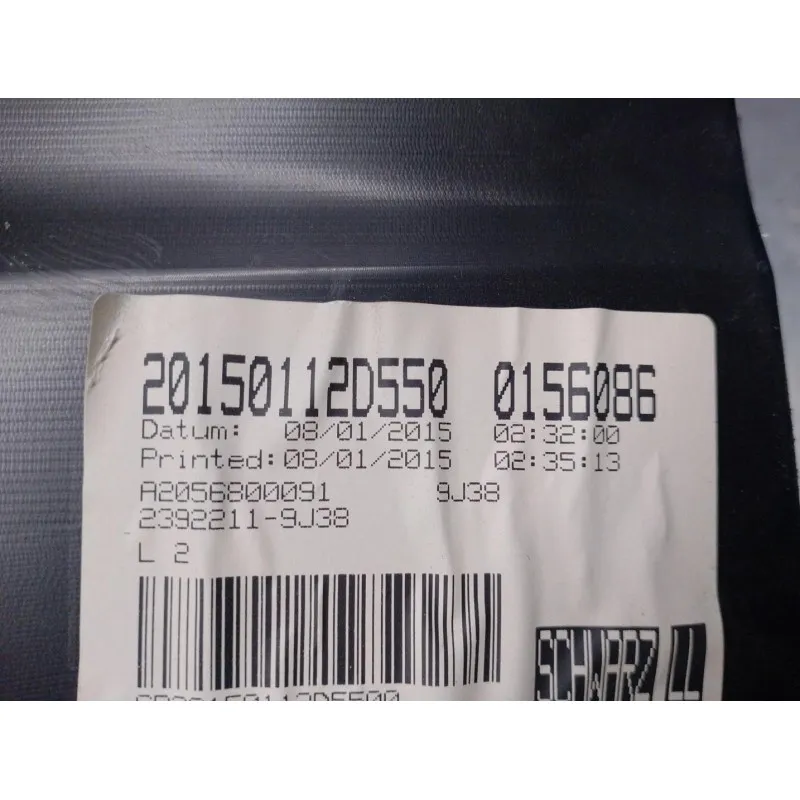 20150112D550 0156086
Datum: 08/01/2015 02:32:00
Printed: 08/01/2015 02:35:13
A2056800091 9J38
2392211-9J38
L 2
SCHWARZ LL